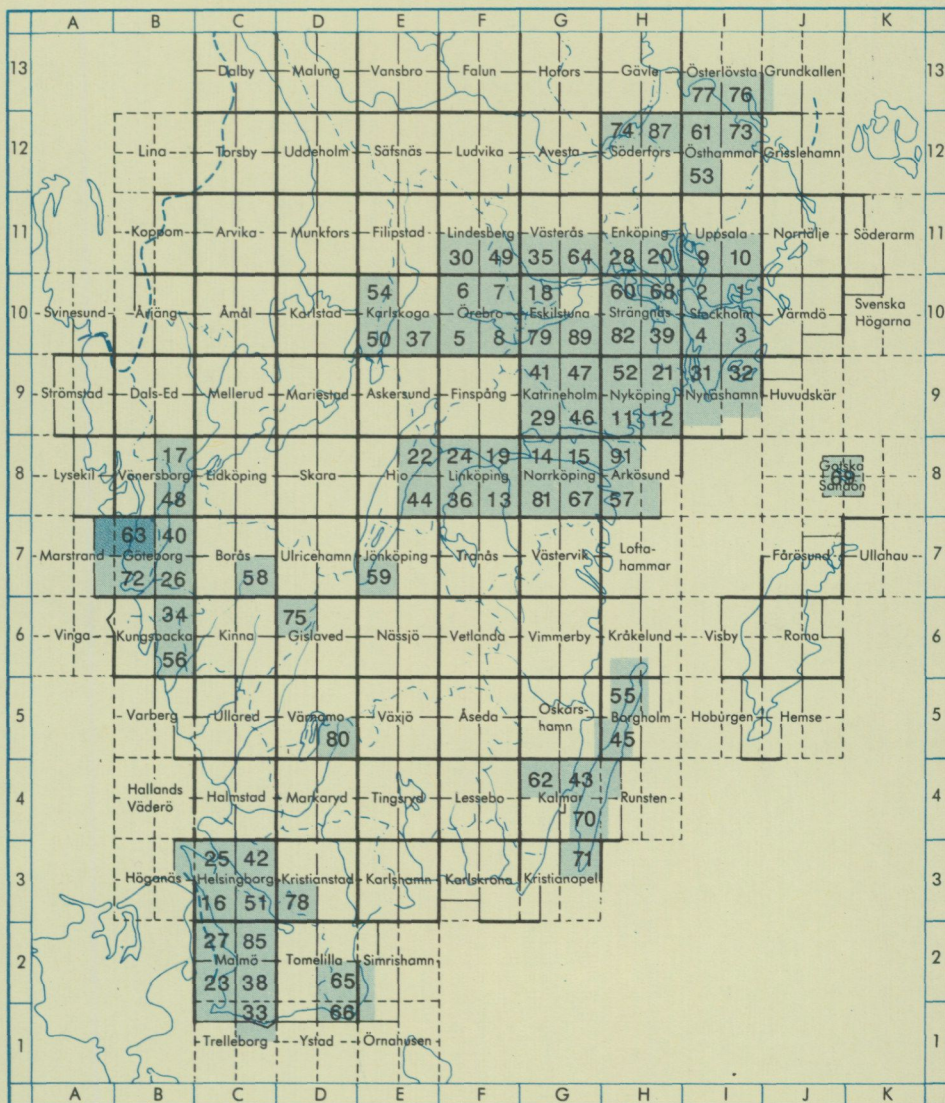 A B C D E F G H I J K
13 Dalby Malung Vansbro Falun Hofors Gävle Österlövsta Grundkallen 13
77 76
74 87 61 73
12 Lina Torsby Uddeholm Säfsnäs Ludvika Avesta Söderfors Östhammar Grisslehamn 12
53
11 Koppom Arvika Munkfors Filipstad Lindesberg Västerås Enköping Uppsala Norrtälje Söderarm 11
30 49 35 64 28 20 9 10
54 6 7 18 60 68 2 1
10 Svinesund Årjäng Åmål Karlstad Karlskoga Örebro Eskilstuna Strängnäs Stockholm Värmdö Svenska Högarna 10
50 37 5 8 79 89 82 39 4 3
41 47 52 21 31 32
9 Strömstad Dals-Ed Mellerud Mariestad Askersund Finspång Katrineholm Nyköping Nynäshamn Huvudskär 9
29 46 11 12
17 22 24 19 14 15 91
8 Lysekil Vänersborg Lidköping Skara Hjo Linköping Norrköping Arkösund Gotska Sandön 8
69
48 44 36 13 81 67 57
63 40
7 Marstrand Göteborg Borås Ulricehamn Jönköping Tranås Västervik Lofta- hammar Fårösund Ullahau 7
72 26 58 59
34 75
6 Vinga Kungsbacka Kinna Gislaved Nässjö Vetlanda Vimmerby Kråkelund Visby Roma 6
56
55
5 Varberg Ullared Värnamo Växjö Åseda Oskars- hamn Borgholm Hoburgen Hemse 5
80 45
62 43
4 Hallands Väderö Halmstad Markaryd Tingsryd Lessebo Kalmar Runsten 4
70
25 42 71
3 Höganäs Helsingborg Kristianstad Karlshamn Karlskrona Kristianopel 3
16 51 78
27 85
2 Malmö Tomelilla Simrishamn 2
23 38 65
33 66
1 Trelleborg Ystad Örnahusen 1
A B C D E F G H I J K